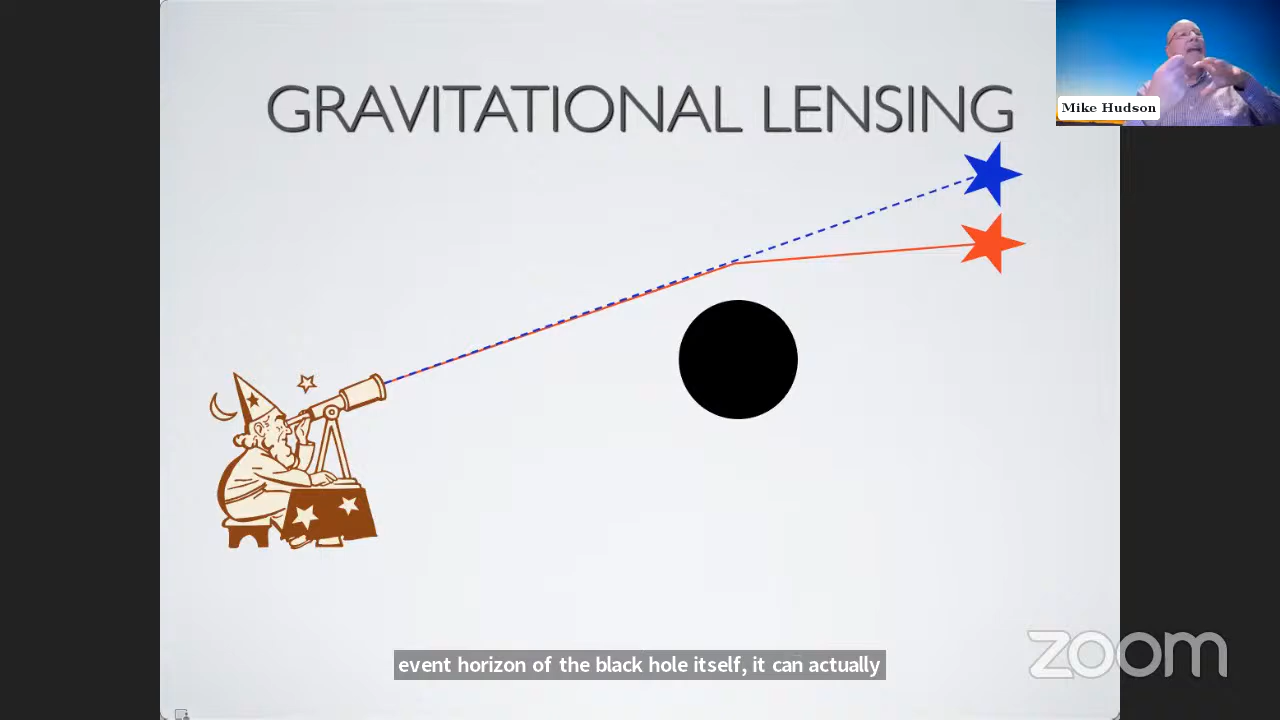 GRAVITATIONAL LENSING
Mike Hudson
event horizon of the black hole itself, it can actually
zoom